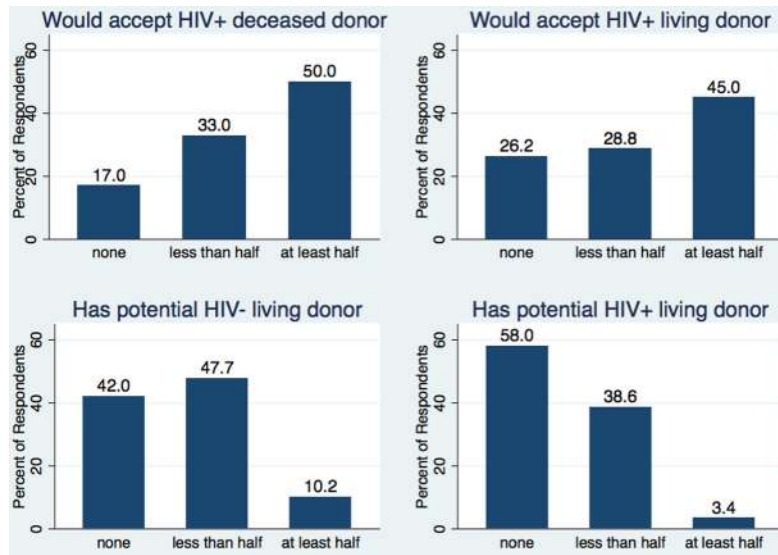 Would accept HIV+ deceased donor
Percent of Respondents
60
40
20
0
17.0
33.0
50.0
none
less than half
at least half
Would accept HIV+ living donor
Percent of Respondents
60
40
20
0
26.2
28.8
45.0
none
less than half
at least half
Has potential HIV- living donor
Percent of Respondents
60
40
20
0
42.0
47.7
10.2
none
less than half
at least half
Has potential HIV+ living donor
Percent of Respondents
60
40
20
0
58.0
38.6
3.4
none
less than half
at least half